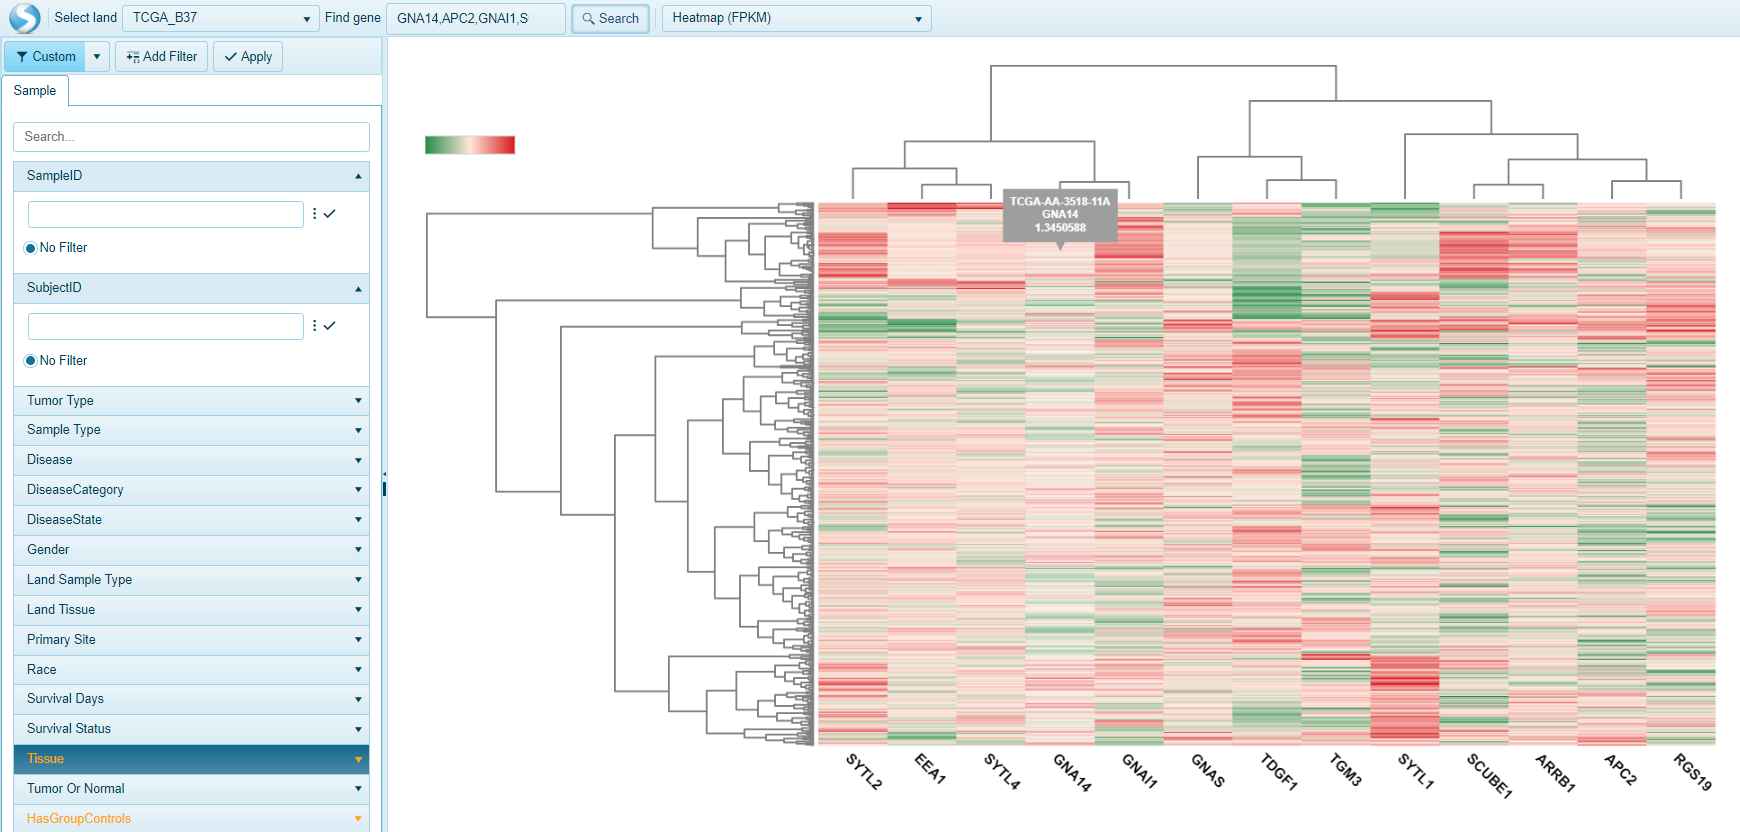 Select land TCGA_B37 Find gene GNA14,APC2,GNAI1,S Search Heatmap (FPKM)
Custom Add Filter Apply
Sample
Search...
SampleID
No Filter
SubjectID
No Filter
Tumor Type
Sample Type
Disease
DiseaseCategory
DiseaseState
Gender
Land Sample Type
Land Tissue
Primary Site
Race
Survival Days
Survival Status
Tissue
Tumor Or Normal
HasGroupControls
TCGA-AA-3518-11A
GNA14
1.3450588
SYTL2 EEA1 SYTL4 GNA14 GNAI1 GNAS TDGF1 TGM3 SYTL1 SCUBE1 ARRB1 APC2 RGS19